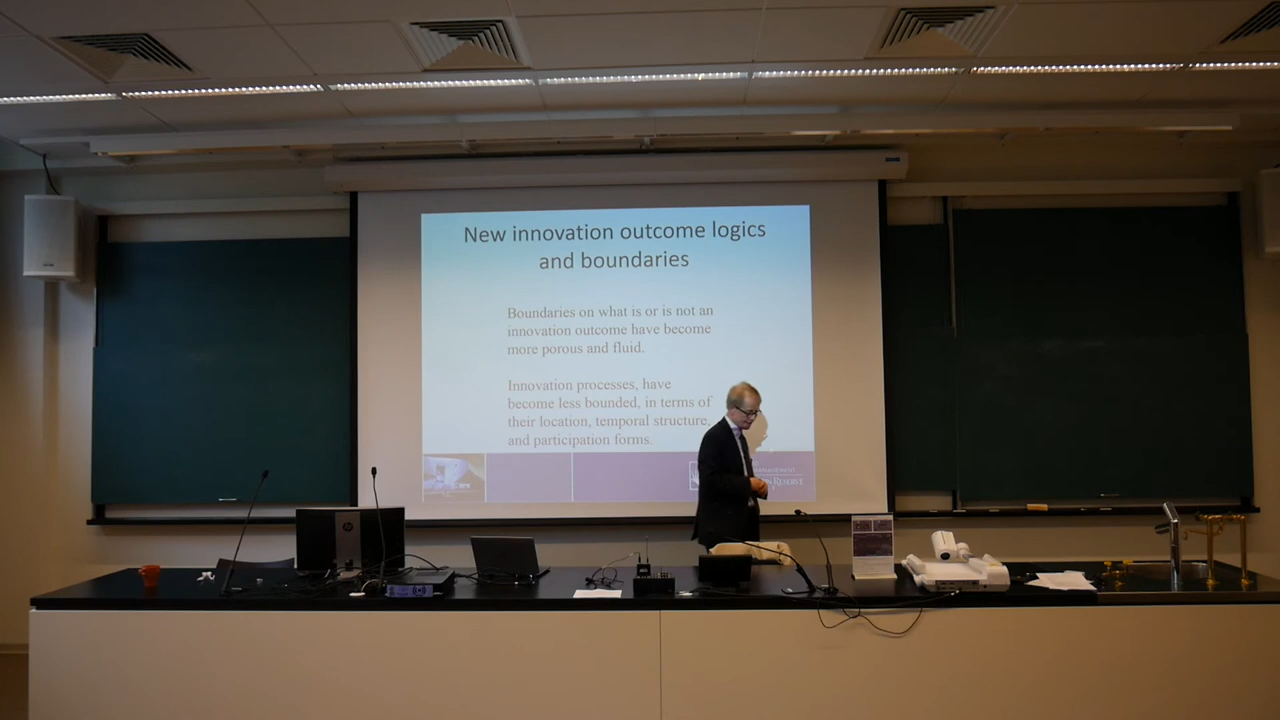 New innovation outcome logics
and boundaries
Boundaries on what is or is not an
innovation outcome have become
more porous and fluid.
Innovation processes, have
become less bounded, in terms of
their location, temporal structure,
and participation forms.
hp